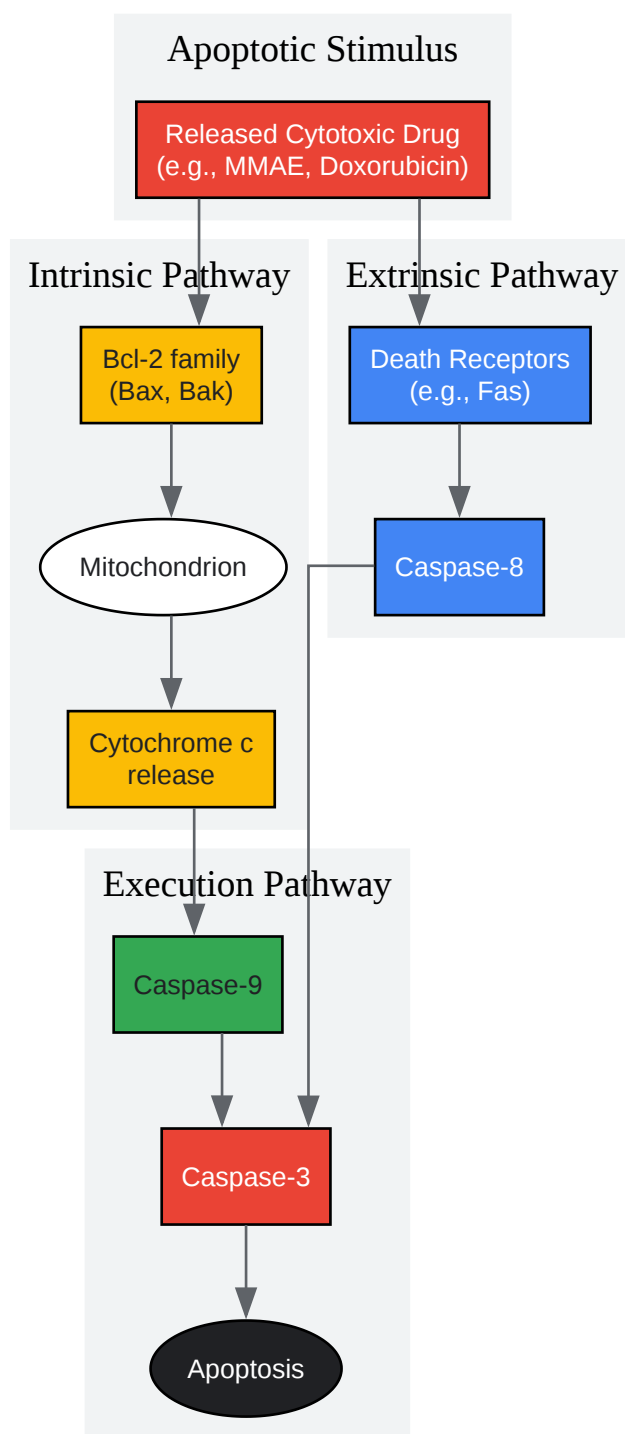 Apoptotic Stimulus
Released Cytotoxic Drug
(e.g., MMAE, Doxorubicin)
Intrinsic Pathway
Extrinsic Pathway
Bcl-2 family
(Bax, Bak)
Death Receptors
(e.g., Fas)
Mitochondrion
Caspase-8
Cytochrome c
release
Execution Pathway
Caspase-9
Caspase-3
Apoptosis